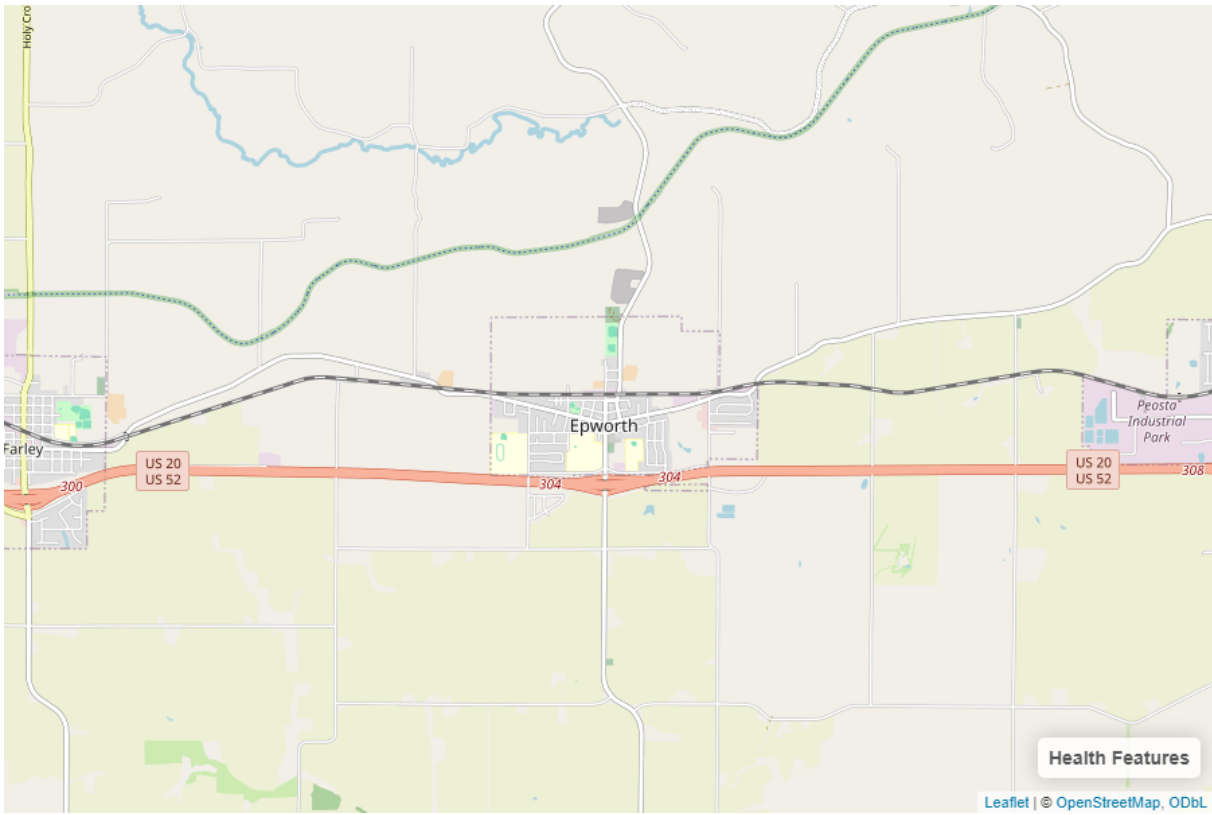 Holy Cro
Epworth
Peosta
Industrial
Park
Farley
US 20
US 52
300
304
304
US 20
US 52
308
Health Features
Leaflet | © OpenStreetMap, ODbL